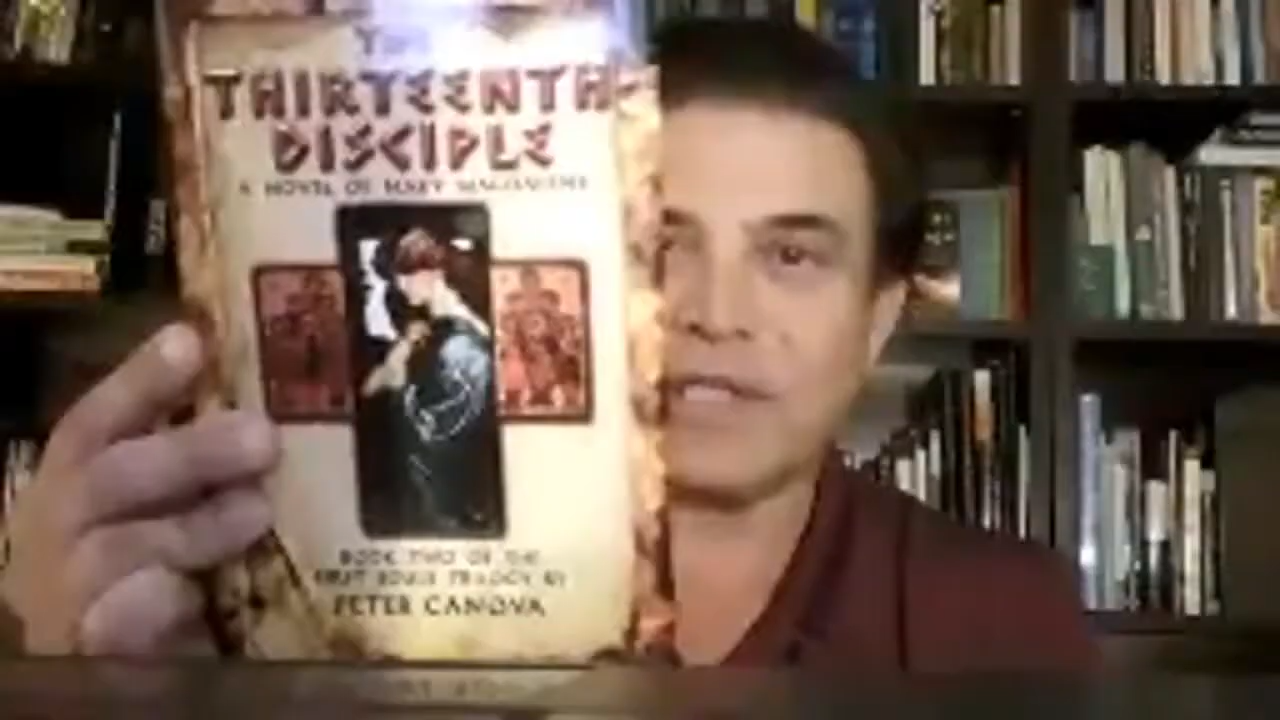 THE
THIRTEENTH
DISCIPLE
A NOVEL OF MARY MAGDALENE
BOOK TWO OF THE
FIRST SOULS TRILOGY BY
PETER CANOVA